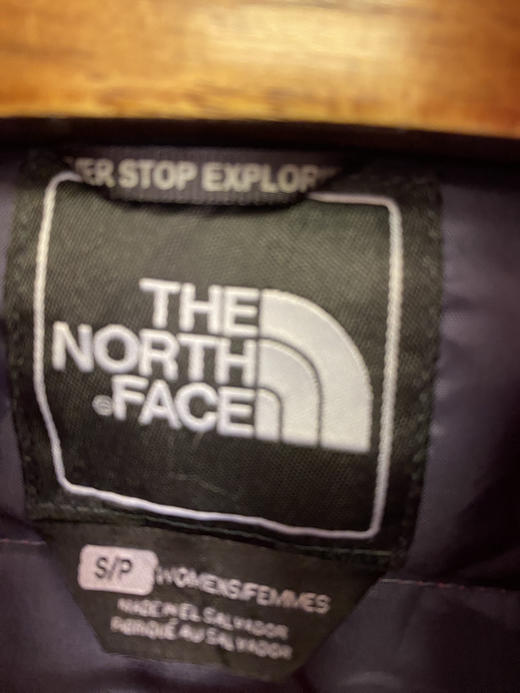 ER STOP EXPLOR
THE
NORTH
FACE
S/P WOMENS/FEMMES
MADE IN EL SALVADOR
FABRIQUÉ AU SALVADOR